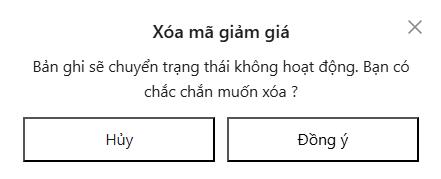 Xóa mã giảm giá
Bản ghi sẽ chuyển trạng thái không hoạt động. Bạn có
chắc chắn muốn xóa ?
Hủy
Đồng ý